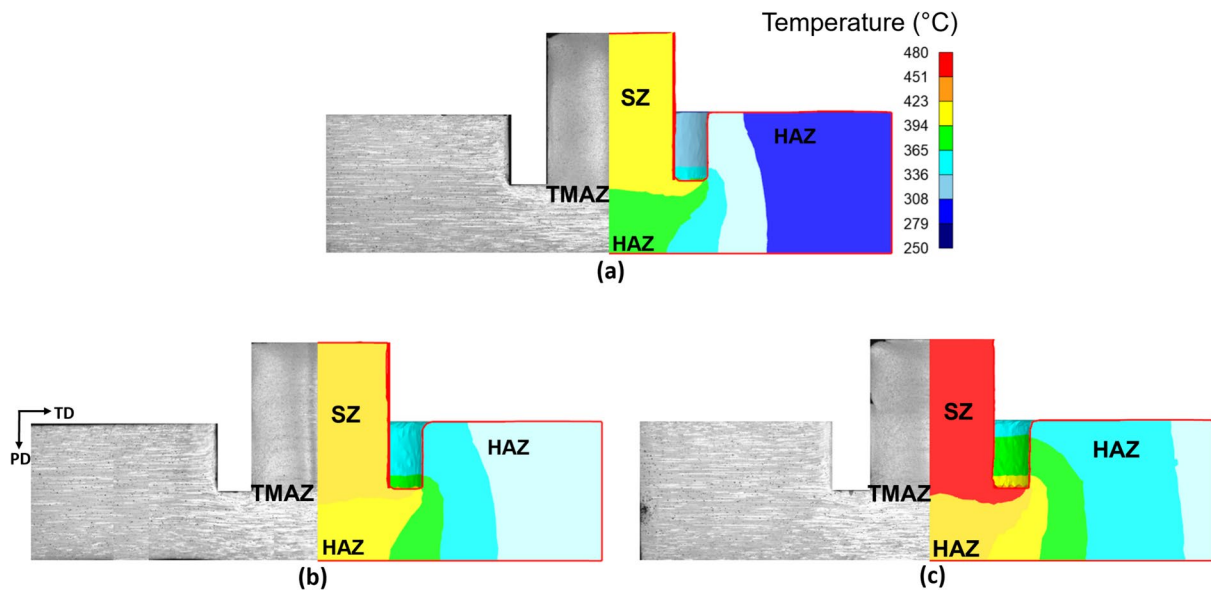 Temperature (°C)
480
451
423
394
365
336
308
279
250
SZ
HAZ
TMAZ
HAZ
(a)
TD
PD
SZ
HAZ
TMAZ
HAZ
(b)
SZ
HAZ
TMAZ
HAZ
(c)